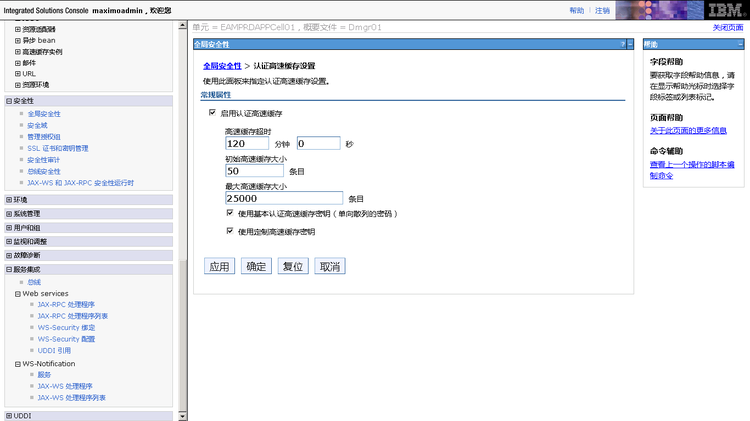 Integrated Solutions Console maximoadmin，欢迎您
帮助 | 注销
IBM
资源适配器
异步 bean
高速缓存实例
邮件
URL
资源环境
安全性
全局安全性
安全域
管理授权组
SSL 证书和密钥管理
安全性审计
总线安全性
JAX-WS 和 JAX-RPC 安全性运行时
环境
系统管理
用户和组
监视和调整
故障诊断
服务集成
总线
Web services
JAX-RPC 处理程序
JAX-RPC 处理程序列表
WS-Security 绑定
WS-Security 配置
UDDI 引用
WS-Notification
服务
JAX-WS 处理程序
JAX-WS 处理程序列表
UDDI
单元 = EAMPRDAPPCell01，概要文件 = Dmgr01
关闭页面
全局安全性
? –
全局安全性 > 认证高速缓存设置
使用此面板来指定认证高速缓存设置。
常规属性
启用认证高速缓存
高速缓存超时
120 分钟 0 秒
初始高速缓存大小
50 条目
最大高速缓存大小
25000 条目
使用基本认证高速缓存密钥（单向散列的密码）
使用定制高速缓存密钥
应用 确定 复位 取消
帮助
–
字段帮助
要获取字段帮助信息，请
在显示帮助光标时选择字
段标签或列表标记。
页面帮助
关于此页面的更多信息
命令辅助
查看上一个操作的脚本编
制命令